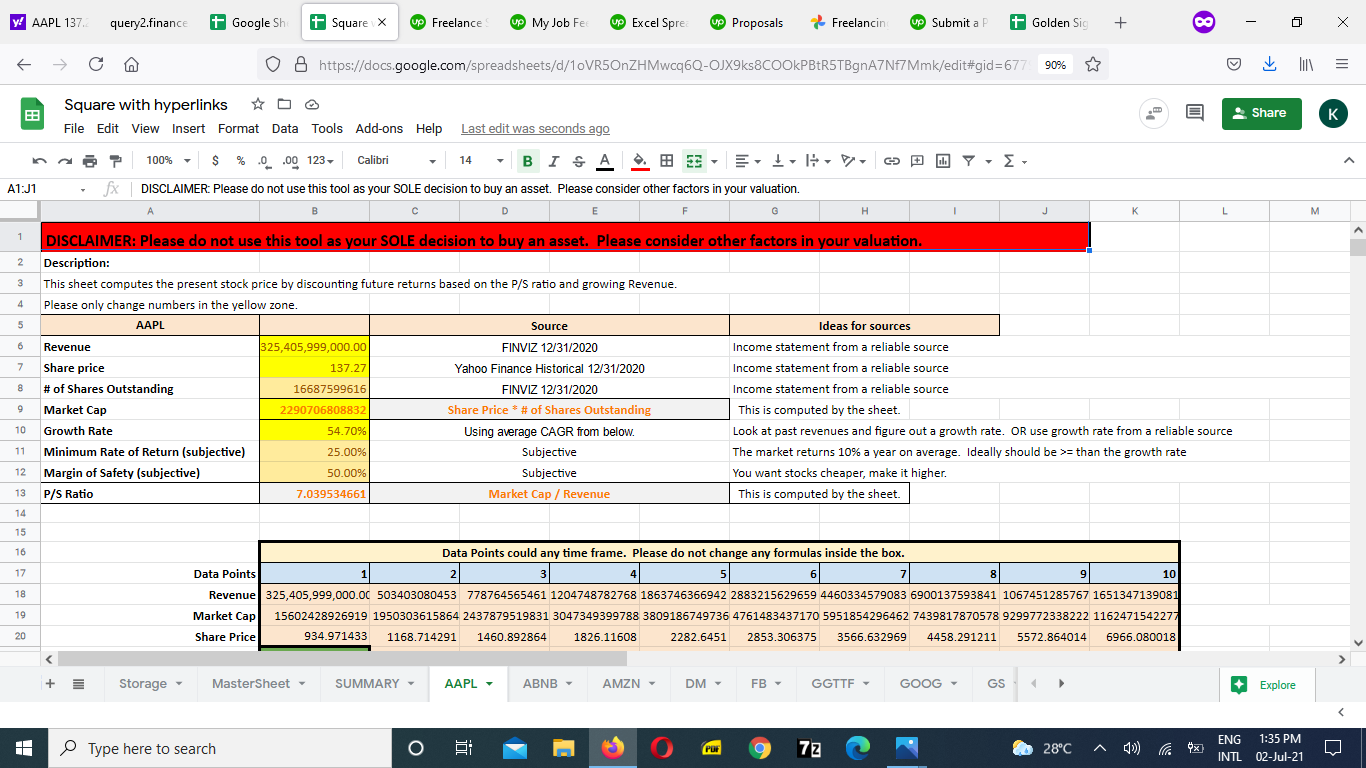 AAPL 137.
query2.finance
Google Sh
Square
Freelance
My Job Fe
Excel Spre
Proposals
Freelancin
Submit a P
Golden Sig
https://docs.google.com/spreadsheets/d/1oVR5OnZHMwcq6Q-OJX9ks8COOkPBtR5TBgnA7Nf7Mmk/edit#gid=677
90%
Square with hyperlinks
File Edit View Insert Format Data Tools Add-ons Help Last edit was seconds ago
Share
K
100% $ % .0 .00 123 Calibri 14 B I S A
A1:J1 fx DISCLAIMER: Please do not use this tool as your SOLE decision to buy an asset. Please consider other factors in your valuation.
A B C D E F G H I J K L M
1 DISCLAIMER: Please do not use this tool as your SOLE decision to buy an asset. Please consider other factors in your valuation.
2 Description:
3 This sheet computes the present stock price by discounting future returns based on the P/S ratio and growing Revenue.
4 Please only change numbers in the yellow zone.
5 AAPL Source Ideas for sources
6 Revenue 325,405,999,000.00 FINVIZ 12/31/2020 Income statement from a reliable source
7 Share price 137.27 Yahoo Finance Historical 12/31/2020 Income statement from a reliable source
8 # of Shares Outstanding 16687599616 FINVIZ 12/31/2020 Income statement from a reliable source
9 Market Cap 2290706808832 Share Price * # of Shares Outstanding This is computed by the sheet.
10 Growth Rate 54.70% Using average CAGR from below. Look at past revenues and figure out a growth rate. OR use growth rate from a reliable source
11 Minimum Rate of Return (subjective) 25.00% Subjective The market returns 10% a year on average. Ideally should be >= than the growth rate
12 Margin of Safety (subjective) 50.00% Subjective You want stocks cheaper, make it higher.
13 P/S Ratio 7.039534661 Market Cap / Revenue This is computed by the sheet.
14
15
16 Data Points could any time frame. Please do not change any formulas inside the box.
17 Data Points 1 2 3 4 5 6 7 8 9 10
18 Revenue 325,405,999,000.00 503403080453 778764565461 1204748782768 1863746366942 2883215629659 4460334579083 6900137593841 1067451285767 1651347139081
19 Market Cap 15602428926919 1950303615864 2437879519831 3047349399788 3809186749736 4761483437170 5951854296462 7439817870578 9299772338222 1162471542277
20 Share Price 934.971433 1168.714291 1460.892864 1826.11608 2282.6451 2853.306375 3566.632969 4458.291211 5572.864014 6966.080018
Storage MasterSheet SUMMARY AAPL ABNB AMZN DM FB GGTTF GOOG GS
Explore
Type here to search
28°C
ENG
INTL
1:35 PM
02-Jul-21